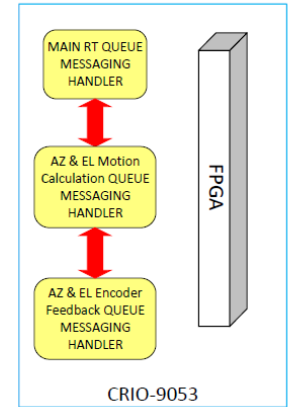 MAIN RT QUEUE
MESSAGING
HANDLER
AZ & EL Motion
Calculation QUEUE
MESSAGING
HANDLER
AZ & EL Encoder
Feedback QUEUE
MESSAGING
HANDLER
FPGA
CRIO-9053